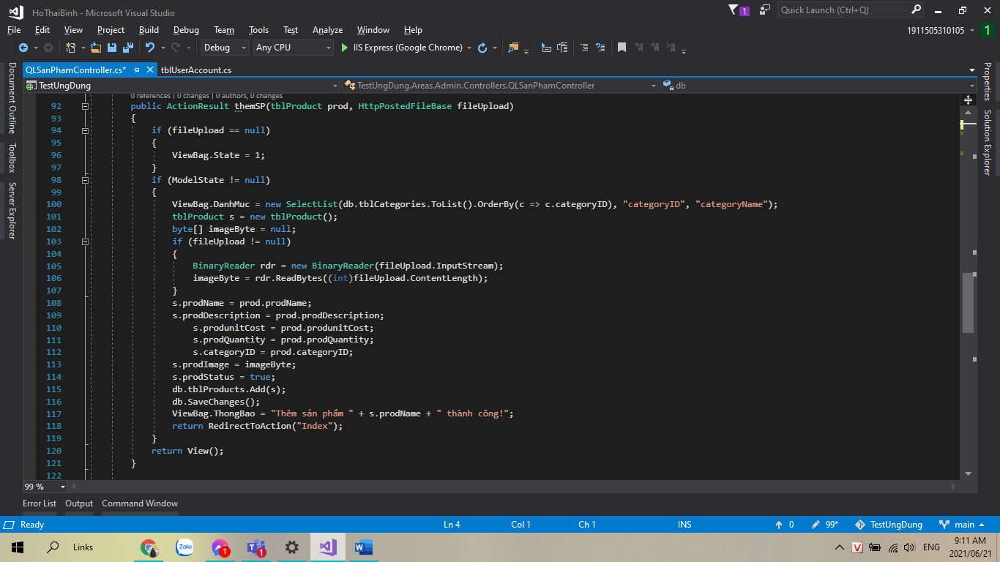 HoThaiBinh - Microsoft Visual Studio
1
Quick Launch (Ctrl+Q)
File Edit View Project Build Debug Team Tools Test Analyze Window Help
1911505310105 1
Debug Any CPU IIS Express (Google Chrome)
QLSanPhamController.cs* tblUserAccount.cs
TestUngDung TestUngDung.Areas.Admin.Controllers.QLSanPhamController db
Document Outline
Toolbox
Server Explorer
Properties
Solution Explorer
0 references | 0 changes | 0 authors, 0 changes
92 public ActionResult themSP(tblProduct prod, HttpPostedFileBase fileUpload)
93 {
94 if (fileUpload == null)
95 {
96 ViewBag.State = 1;
97 }
98 if (ModelState != null)
99 {
100 ViewBag.DanhMuc = new SelectList(db.tblCategories.ToList().OrderBy(c => c.categoryID), "categoryID", "categoryName");
101 tblProduct s = new tblProduct();
102 byte[] imageByte = null;
103 if (fileUpload != null)
104 {
105 BinaryReader rdr = new BinaryReader(fileUpload.InputStream);
106 imageByte = rdr.ReadBytes((int)fileUpload.ContentLength);
107 }
108 s.prodName = prod.prodName;
109 s.prodDescription = prod.prodDescription;
110 s.produnitCost = prod.produnitCost;
111 s.prodQuantity = prod.prodQuantity;
112 s.categoryID = prod.categoryID;
113 s.prodImage = imageByte;
114 s.prodStatus = true;
115 db.tblProducts.Add(s);
116 db.SaveChanges();
117 ViewBag.ThongBao = "Thêm sản phẩm " + s.prodName + " thành công!";
118 return RedirectToAction("Index");
119 }
120 return View();
121 }
122
99 %
Error List Output Command Window
Ready Ln 4 Col 1 Ch 1 INS 0 99* TestUngDung main
Links Zalo 1 1 W V ENG 9:11 AM
2021/06/21